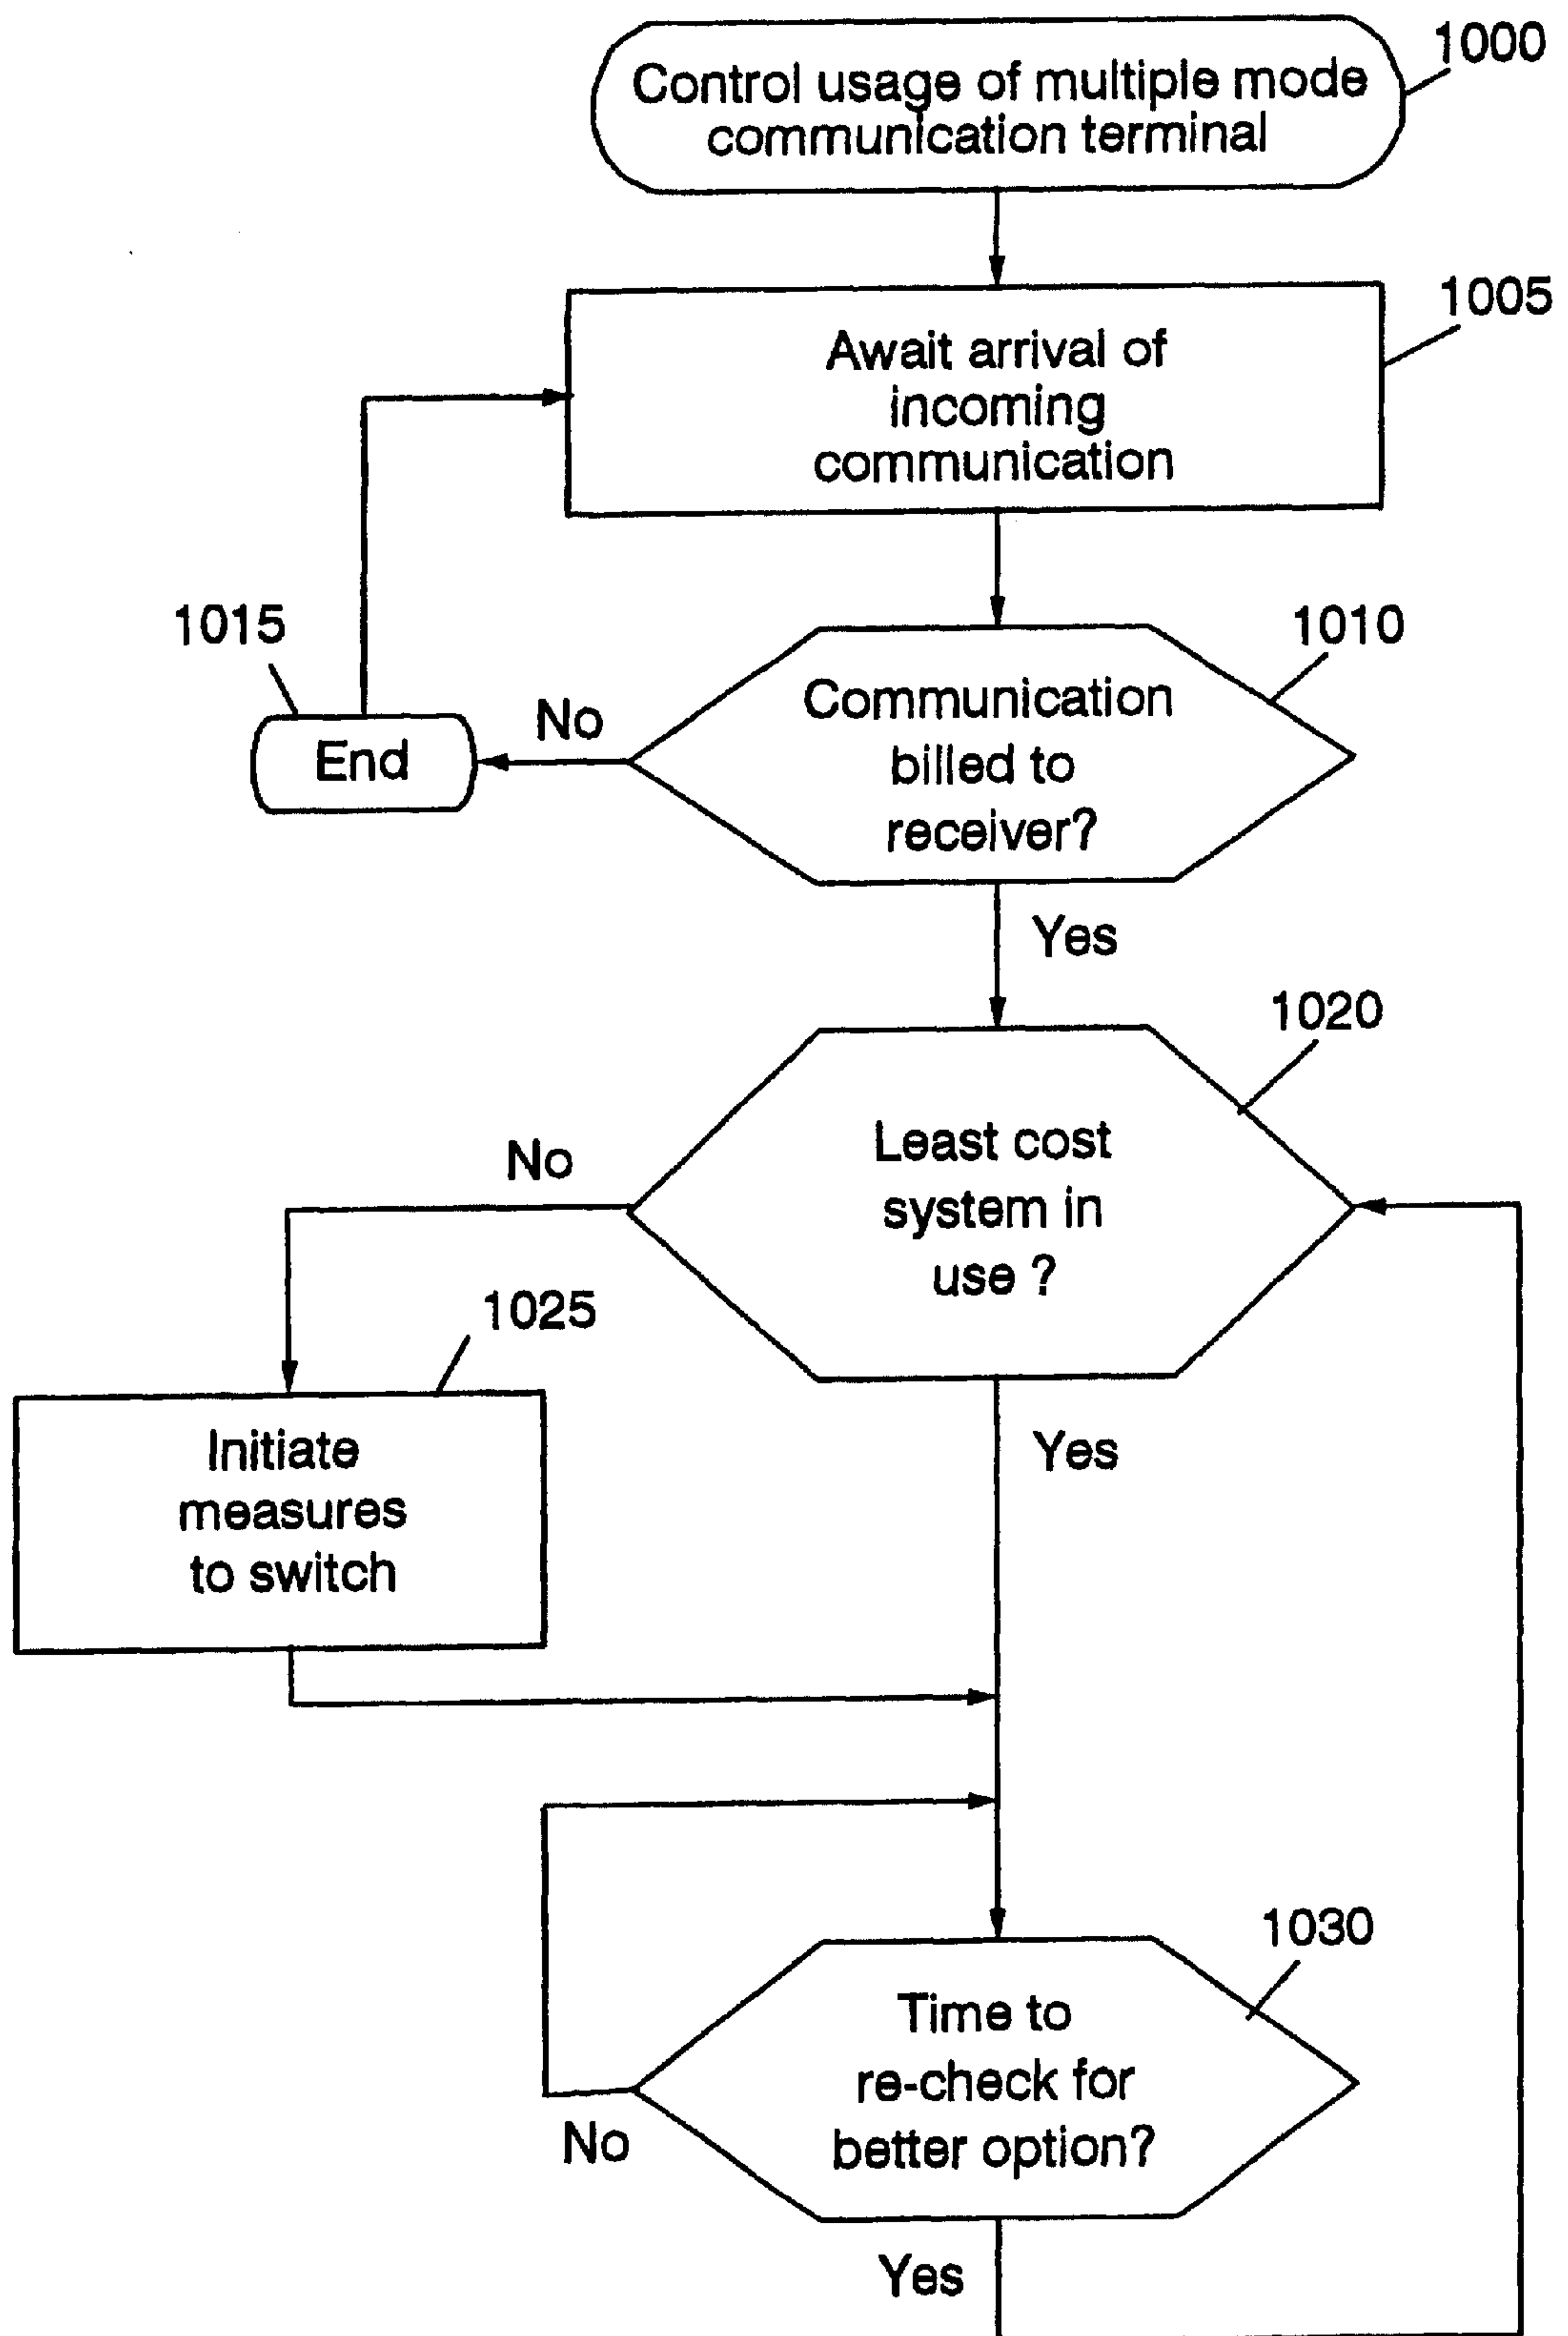 1000
Control usage of multiple mode
communication terminal
1005
Await arrival of
incoming
communication
1015
1010
End
No
Communication
billed to
receiver?
Yes
1020
No
Least cost
system in
use ?
1025
Yes
Initiate
measures
to switch
1030
Time to
re-check for
better option?
No
Yes